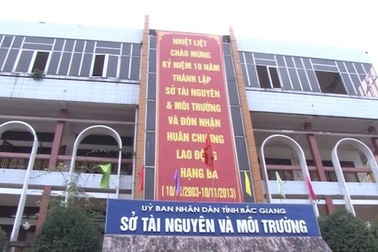 NHIỆT LIỆT
CHÀO MỪNG
KỶ NIỆM 10 NĂM
THÀNH LẬP
SỞ TÀI NGUYÊN
& MÔI TRƯỜNG
VÀ ĐÓN NHẬN
HUÂN CHƯƠNG
LAO ĐỘNG
HẠNG BA
(10/11/2003-10/11/2013)
UỶ BAN NHÂN DÂN TỈNH BẮC GIANG
SỞ TÀI NGUYÊN VÀ MÔI TRƯỜNG